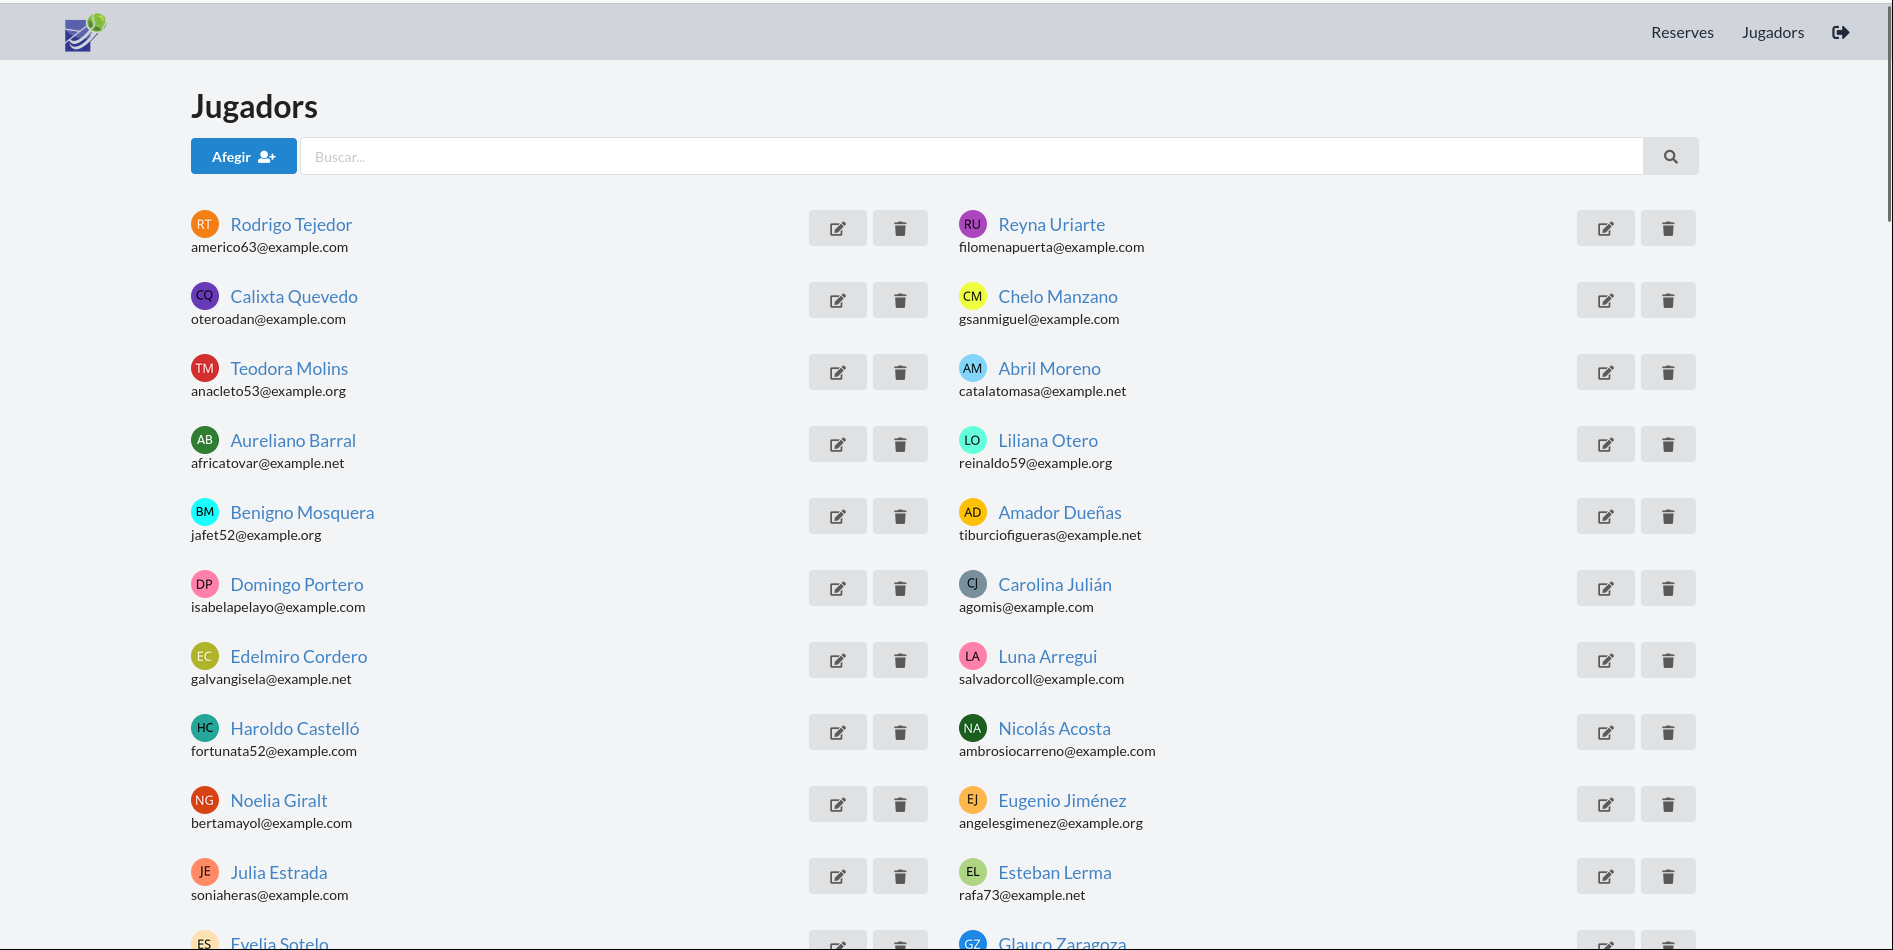 Reserves Jugadors
Jugadors
Afegir Buscar...
RT Rodrigo Tejedor
americo63@example.com
RU Reyna Uriarte
filomenapuerta@example.com
CQ Calixta Quevedo
oteroadan@example.com
CM Chelo Manzano
gsanmiguel@example.com
TM Teodora Molins
anacleto53@example.org
AM Abril Moreno
catalatomasa@example.net
AB Aureliano Barral
africatovar@example.net
LO Liliana Otero
reinaldo59@example.org
BM Benigno Mosquera
jafet52@example.org
AD Amador Dueñas
tiburciofigueras@example.net
DP Domingo Portero
isabelapelayo@example.com
CJ Carolina Julián
agomis@example.com
EC Edelmiro Cordero
galvangisela@example.net
LA Luna Arregui
salvadorcoll@example.com
HC Haroldo Castelló
fortunata52@example.com
NA Nicolás Acosta
ambrosiocarreno@example.com
NG Noelia Giralt
bertamayol@example.com
EJ Eugenio Jiménez
angelesgimenez@example.org
JE Julia Estrada
soniaheras@example.com
EL Esteban Lerma
rafa73@example.net
ES Evelia Sotelo
GZ Glauco Zaragoza